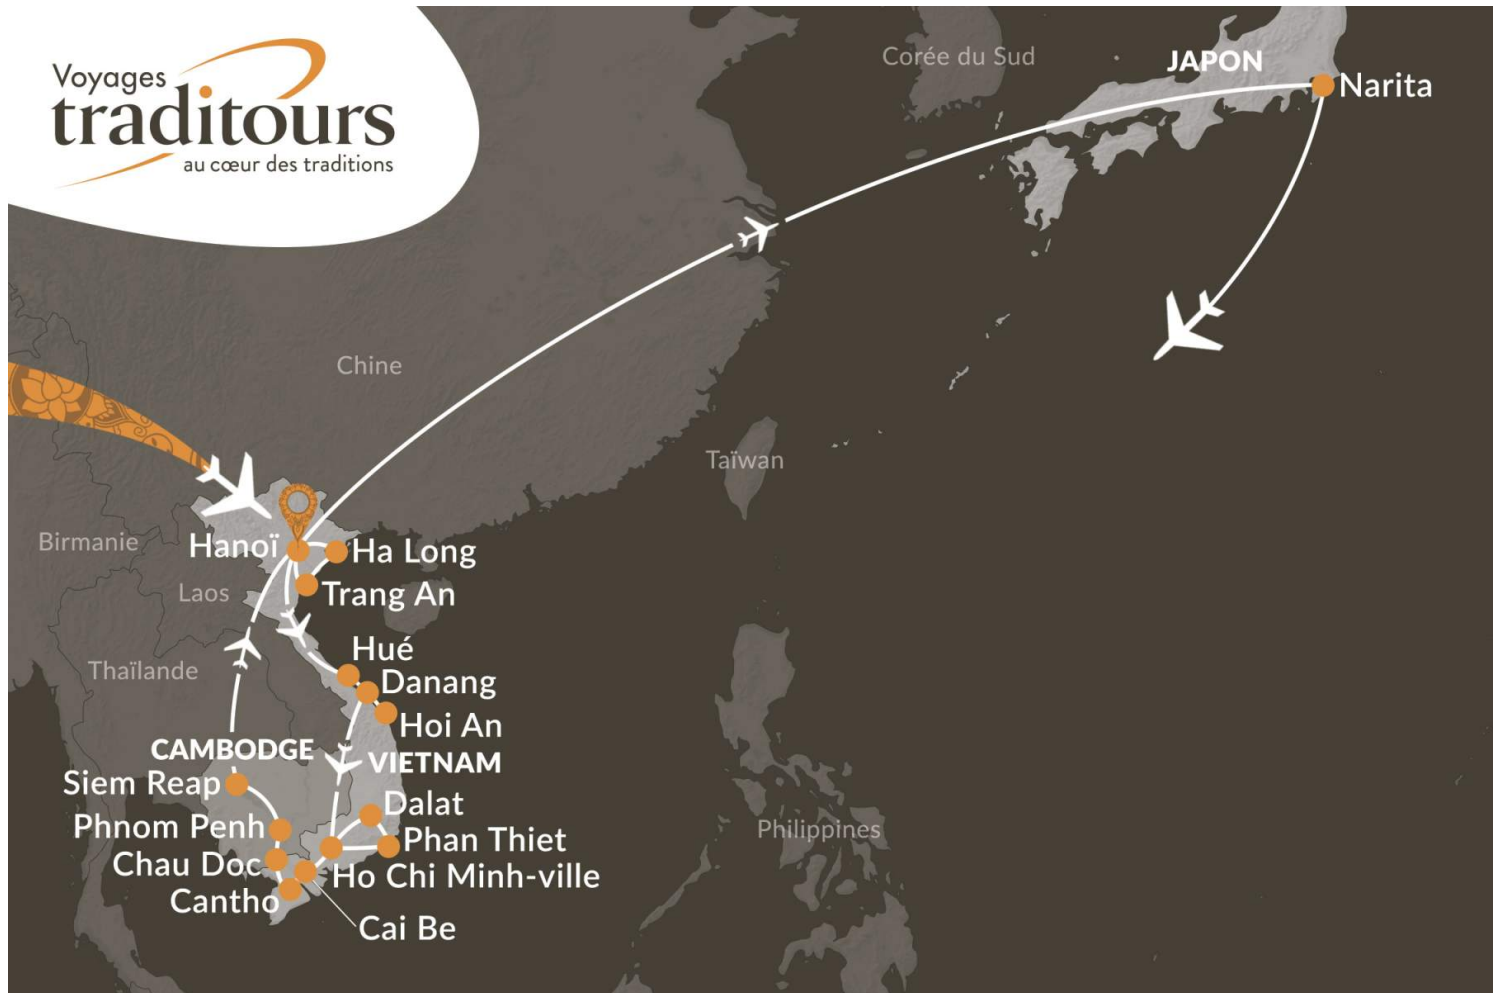 Voyages
traditours
au cœur des traditions
Corée du Sud
JAPON
Narita
Chine
Taïwan
Birmanie
Hanoï
Ha Long
Laos
Trang An
Thaïlande
Hué
Danang
Hoi An
CAMBODGE
VIETNAM
Siem Reap
Dalat
Phnom Penh
Phan Thiet
Philippines
Chau Doc
Ho Chi Minh-ville
Cantho
Cai Be